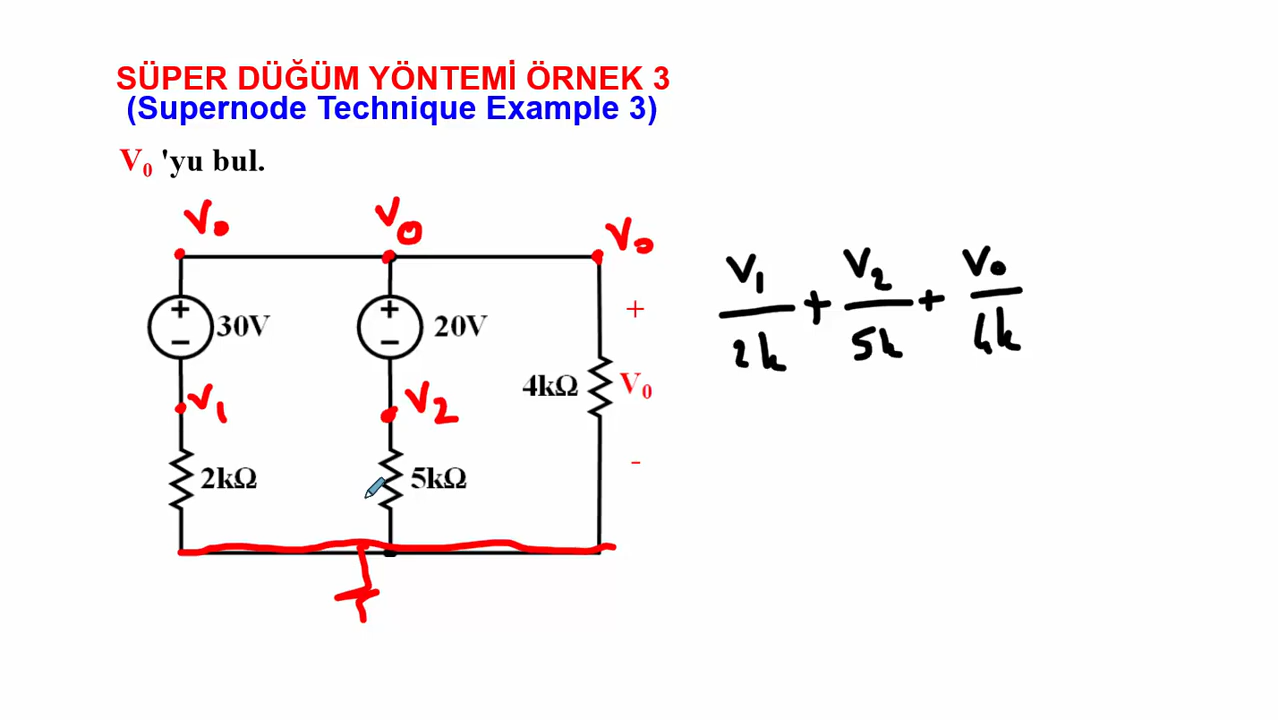 SÜPER DÜĞÜM YÖNTEMİ ÖRNEK 3
(Supernode Technique Example 3)
V₀ 'yu bul.
V₀ V₀ V₀
+ 30V −
+ 20V −
V₁ V₂
2kΩ 5kΩ
4kΩ
+
V₀
-
V₁/2k + V₂/5k + V₀/4k